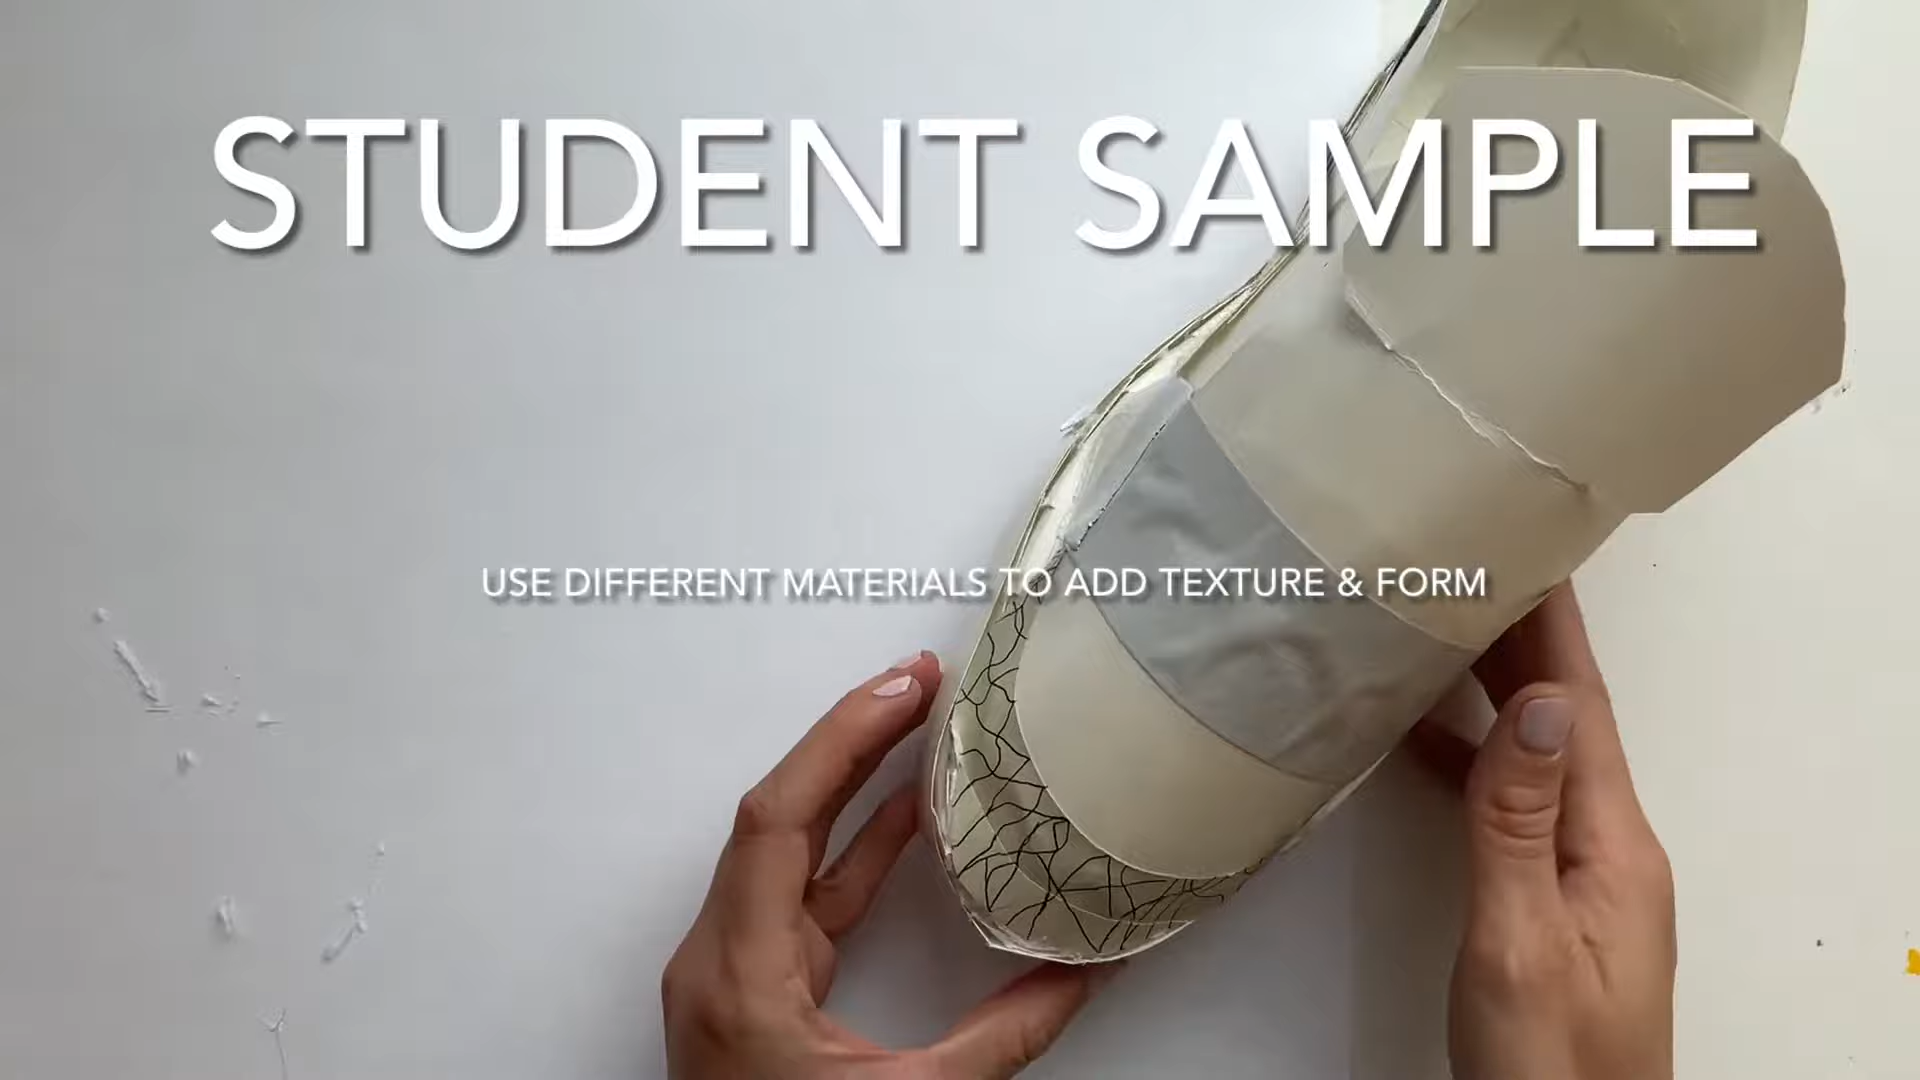 STUDENT SAMPLE
USE DIFFERENT MATERIALS TO ADD TEXTURE & FORM